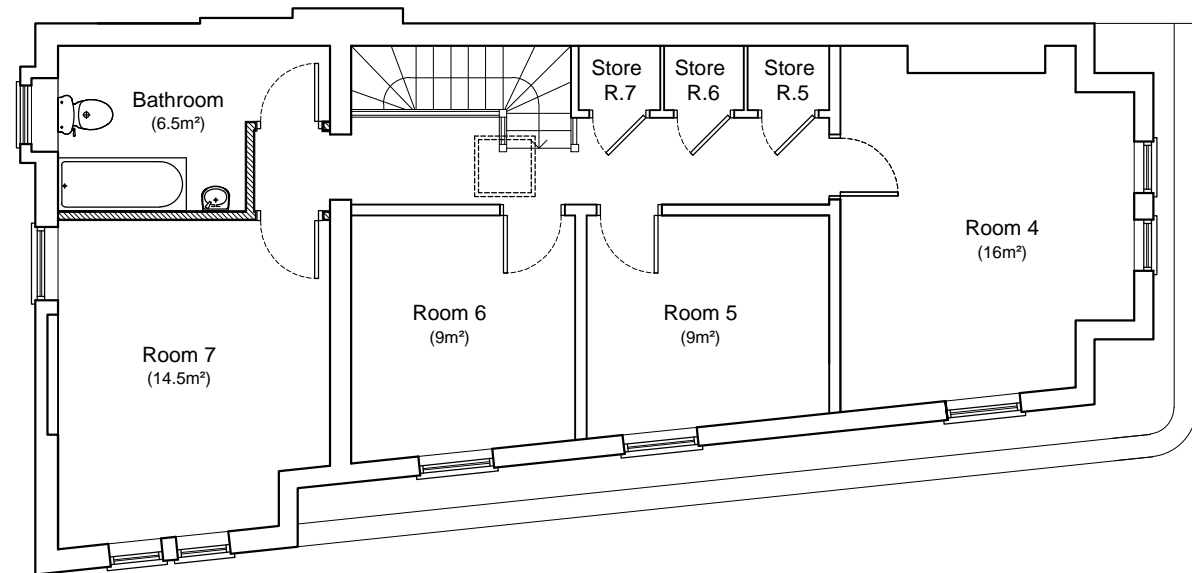 Bathroom
(6.5m²)
Store
R.7
Store
R.6
Store
R.5
Room 4
(16m²)
Room 6
(9m²)
Room 5
(9m²)
Room 7
(14.5m²)